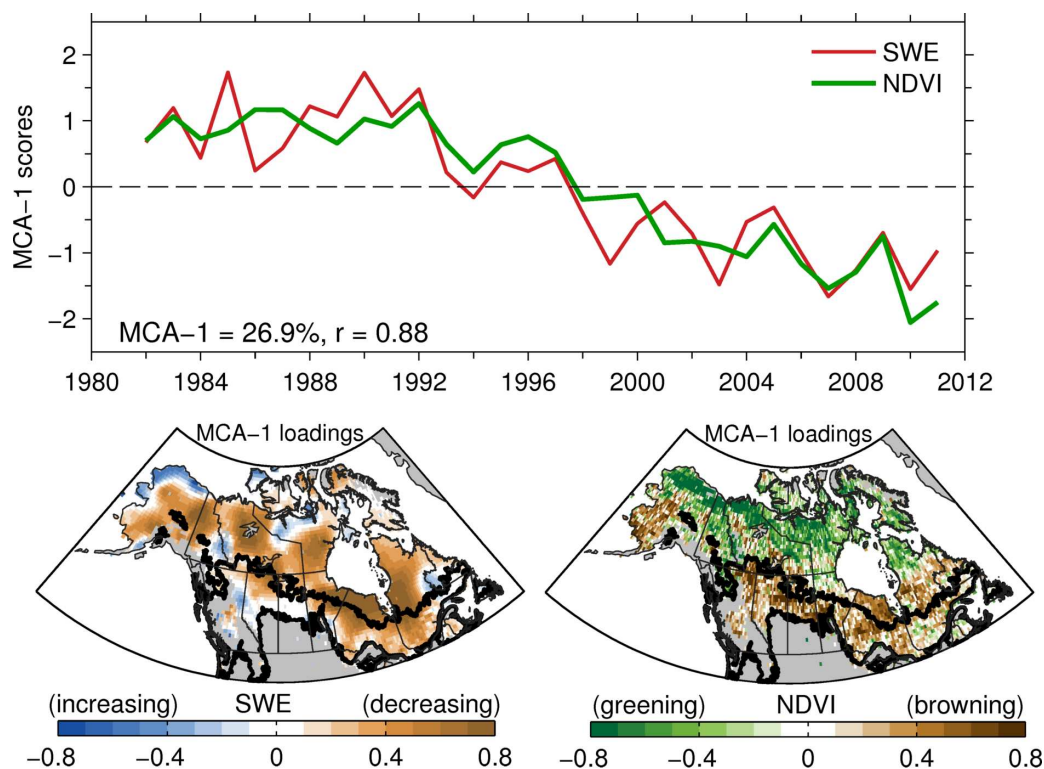 SWE
NDVI
MCA−1 scores
2
1
0
−1
−2
MCA−1 = 26.9%, r = 0.88
1980 1984 1988 1992 1996 2000 2004 2008 2012
MCA−1 loadings
MCA−1 loadings
(increasing) SWE (decreasing)
−0.8 −0.4 0 0.4 0.8
(greening) NDVI (browning)
−0.8 −0.4 0 0.4 0.8